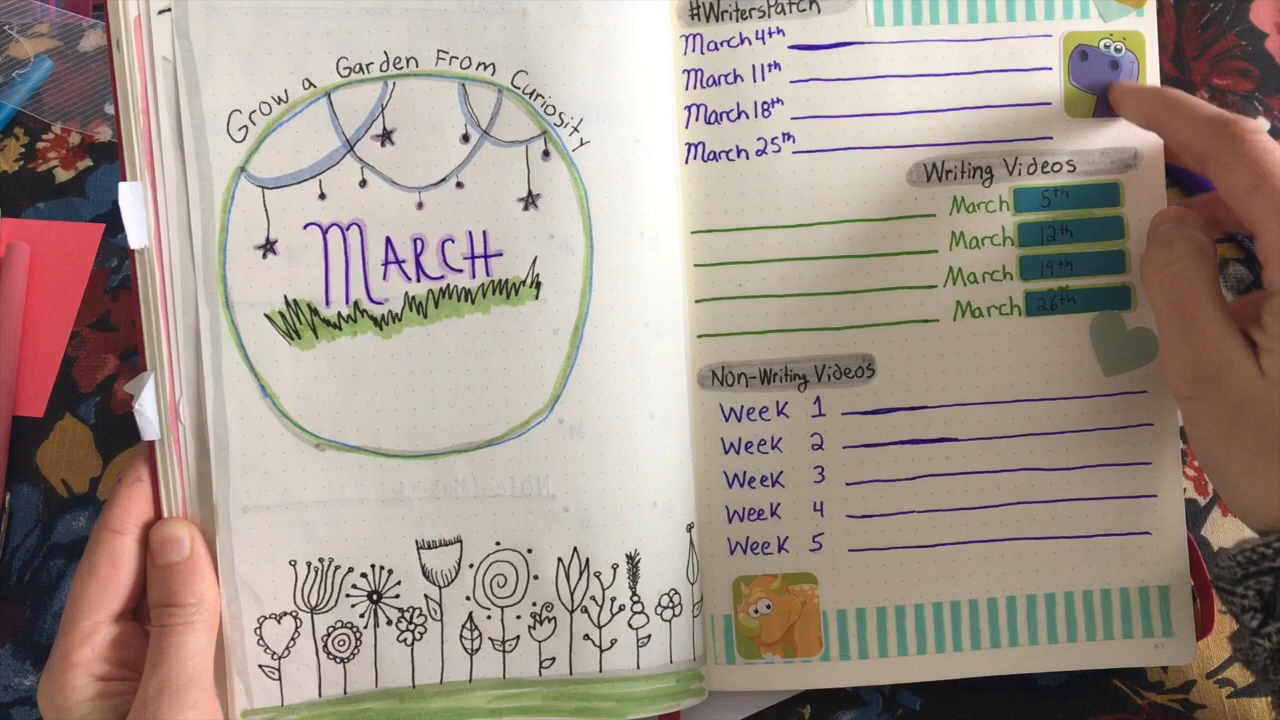 Grow a Garden From Curiosity
MARCH
#WritersPatch
March 4th
March 11th
March 18th
March 25th
Writing Videos
March 5th
March 12th
March 19th
March 26th
Non-Writing Videos
Week 1
Week 2
Week 3
Week 4
Week 5
63